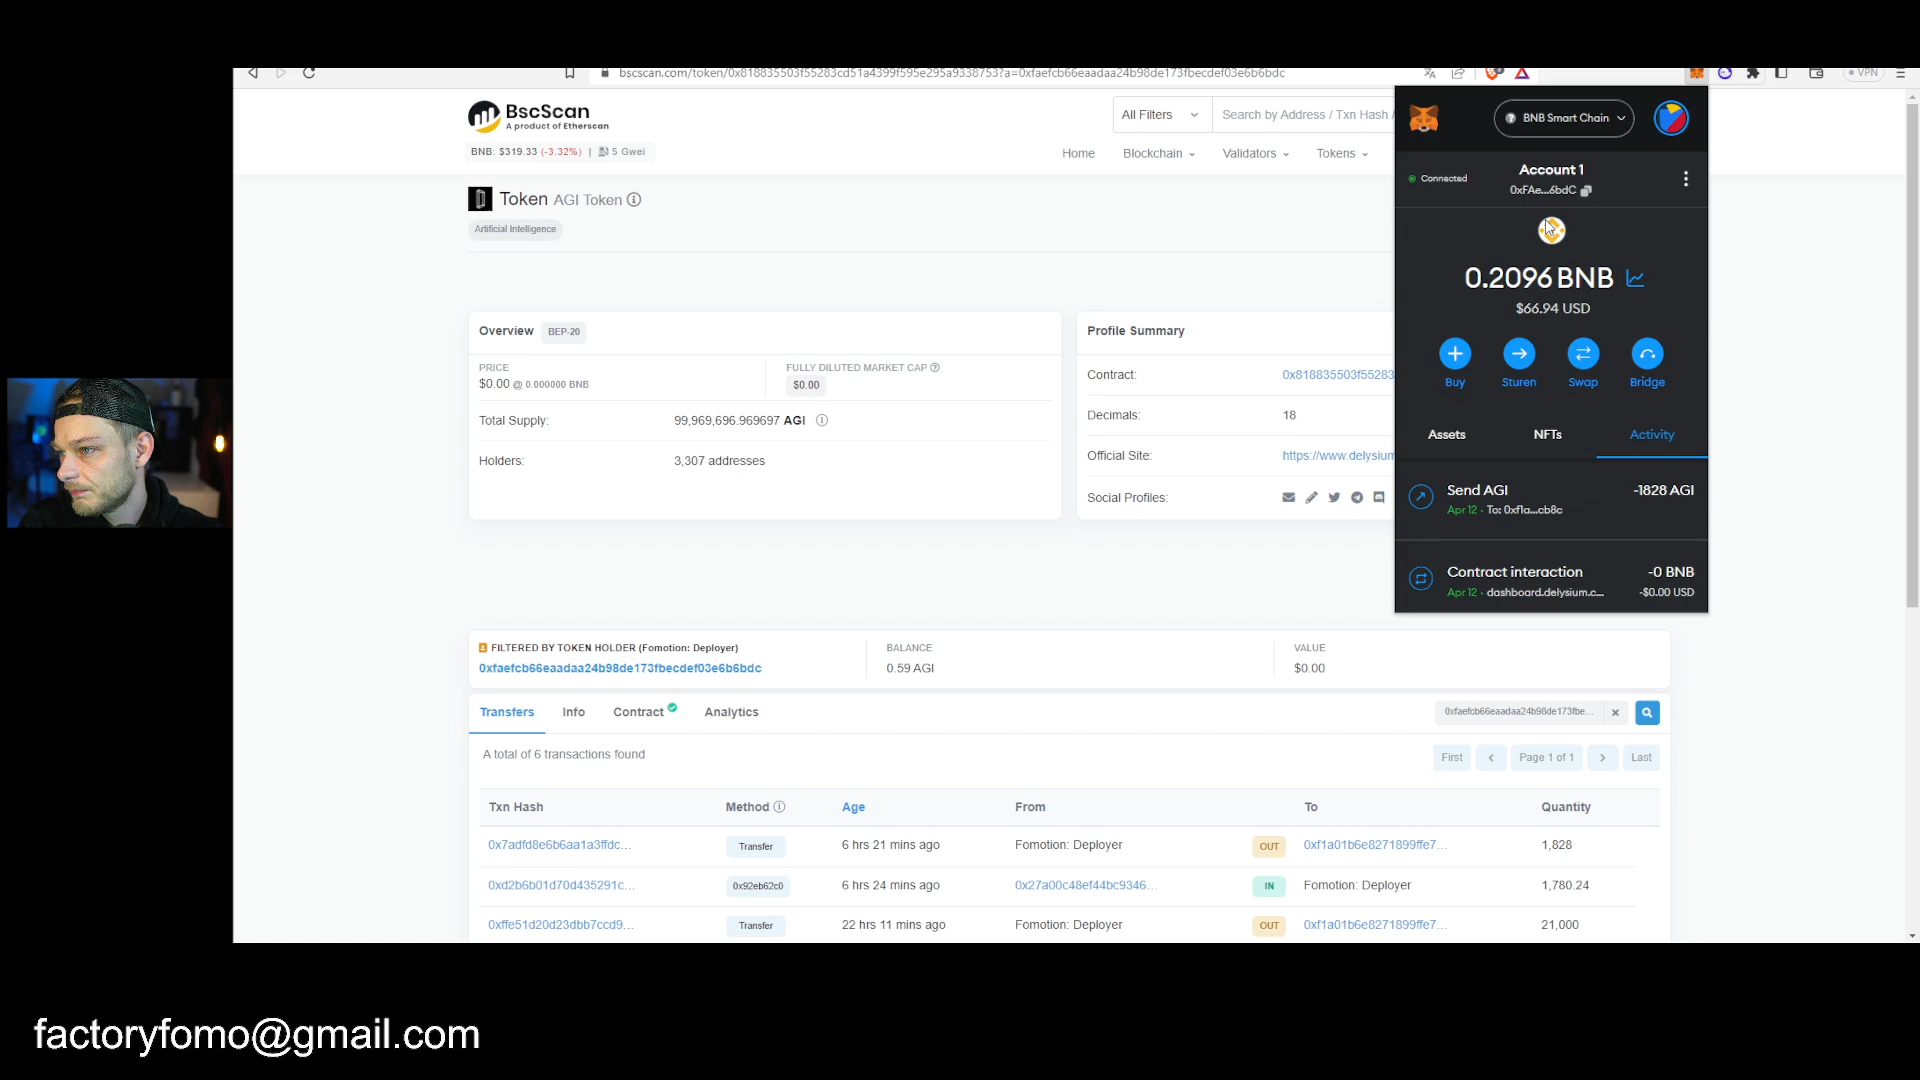 bscscan.com/token/0x818835503f55283cd51a4399f595e295a9338753?a=0xfaefcb66eaadaa24b98de173fbecdef03e6b6bdc
VPN
BscScan
A product of Etherscan
All Filters
Search by Address / Txn Hash /
BNB: $319.33 (-3.32%) | 5 Gwei
Home
Blockchain
Validators
Tokens
Token AGI Token
Artificial Intelligence
Overview BEP-20
PRICE
$0.00 @ 0.000000 BNB
FULLY DILUTED MARKET CAP
$0.00
Total Supply:
99,969,696.969697 AGI
Holders:
3,307 addresses
Profile Summary
Contract:
0x818835503f55283
Decimals:
18
Official Site:
https://www.delysium
Social Profiles:
BNB Smart Chain
Connected
Account 1
0xFAe...6bdC
0.2096 BNB
$66.94 USD
Buy
Sturen
Swap
Bridge
Assets
NFTs
Activity
Send AGI
-1828 AGI
Apr 12 · To: 0xf1a...cb8c
Contract interaction
-0 BNB
Apr 12 · dashboard.delysium.c...
-$0.00 USD
FILTERED BY TOKEN HOLDER (Fomotion: Deployer)
0xfaefcb66eaadaa24b98de173fbecdef03e6b6bdc
BALANCE
0.59 AGI
VALUE
$0.00
Transfers
Info
Contract
Analytics
0xfaefcb66eaadaa24b98de173fbe...
A total of 6 transactions found
First
Page 1 of 1
Last
Txn Hash
Method
Age
From
To
Quantity
0x7adfd8e6b6aa1a3ffdc...
Transfer
6 hrs 21 mins ago
Fomotion: Deployer
OUT
0xf1a01b6e8271899ffe7...
1,828
0xd2b6b01d70d435291c...
0x92eb62c0
6 hrs 24 mins ago
0x27a00c48ef44bc9346...
IN
Fomotion: Deployer
1,780.24
0xffe51d20d23dbb7ccd9...
Transfer
22 hrs 11 mins ago
Fomotion: Deployer
OUT
0xf1a01b6e8271899ffe7...
21,000
factoryfomo@gmail.com